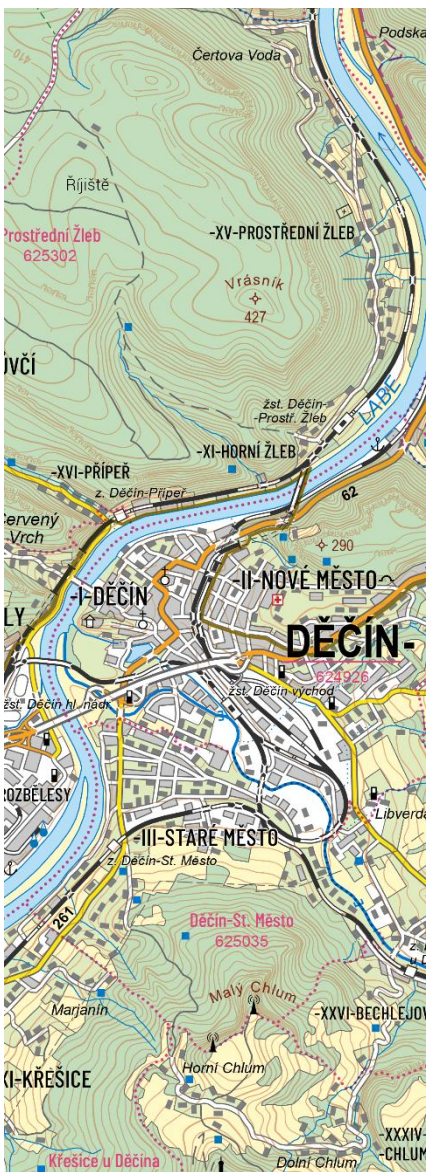 Čertova Voda
Podska
410
Říjiště
Prostřední Žleb
625302
-XV-PROSTŘEDNÍ ŽLEB
Vrásník
427
žst. Děčín-
-Prostř. Žleb
LABE
-XI-HORNÍ ŽLEB
-XVI-PŘÍPEŘ
z. Děčín-Přípeř
62
Červený
Vrch
290
-II-NOVÉ MĚSTO
-I-DĚČÍN
LY
DĚČÍN-
624926
žst. Děčín východ
žst. Děčín hl. nádr.
ROZBĚLESY
Libverda
-III-STARÉ MĚSTO
z. Děčín-St. Město
261
Děčín-St. Město
625035
Malý Chlum
Marjanín
-XXVI-BECHLEJOV
XI-KŘEŠICE
Horní Chlum
-XXXIV-
-CHLUM
Křešice u Děčína
Dolní Chlum